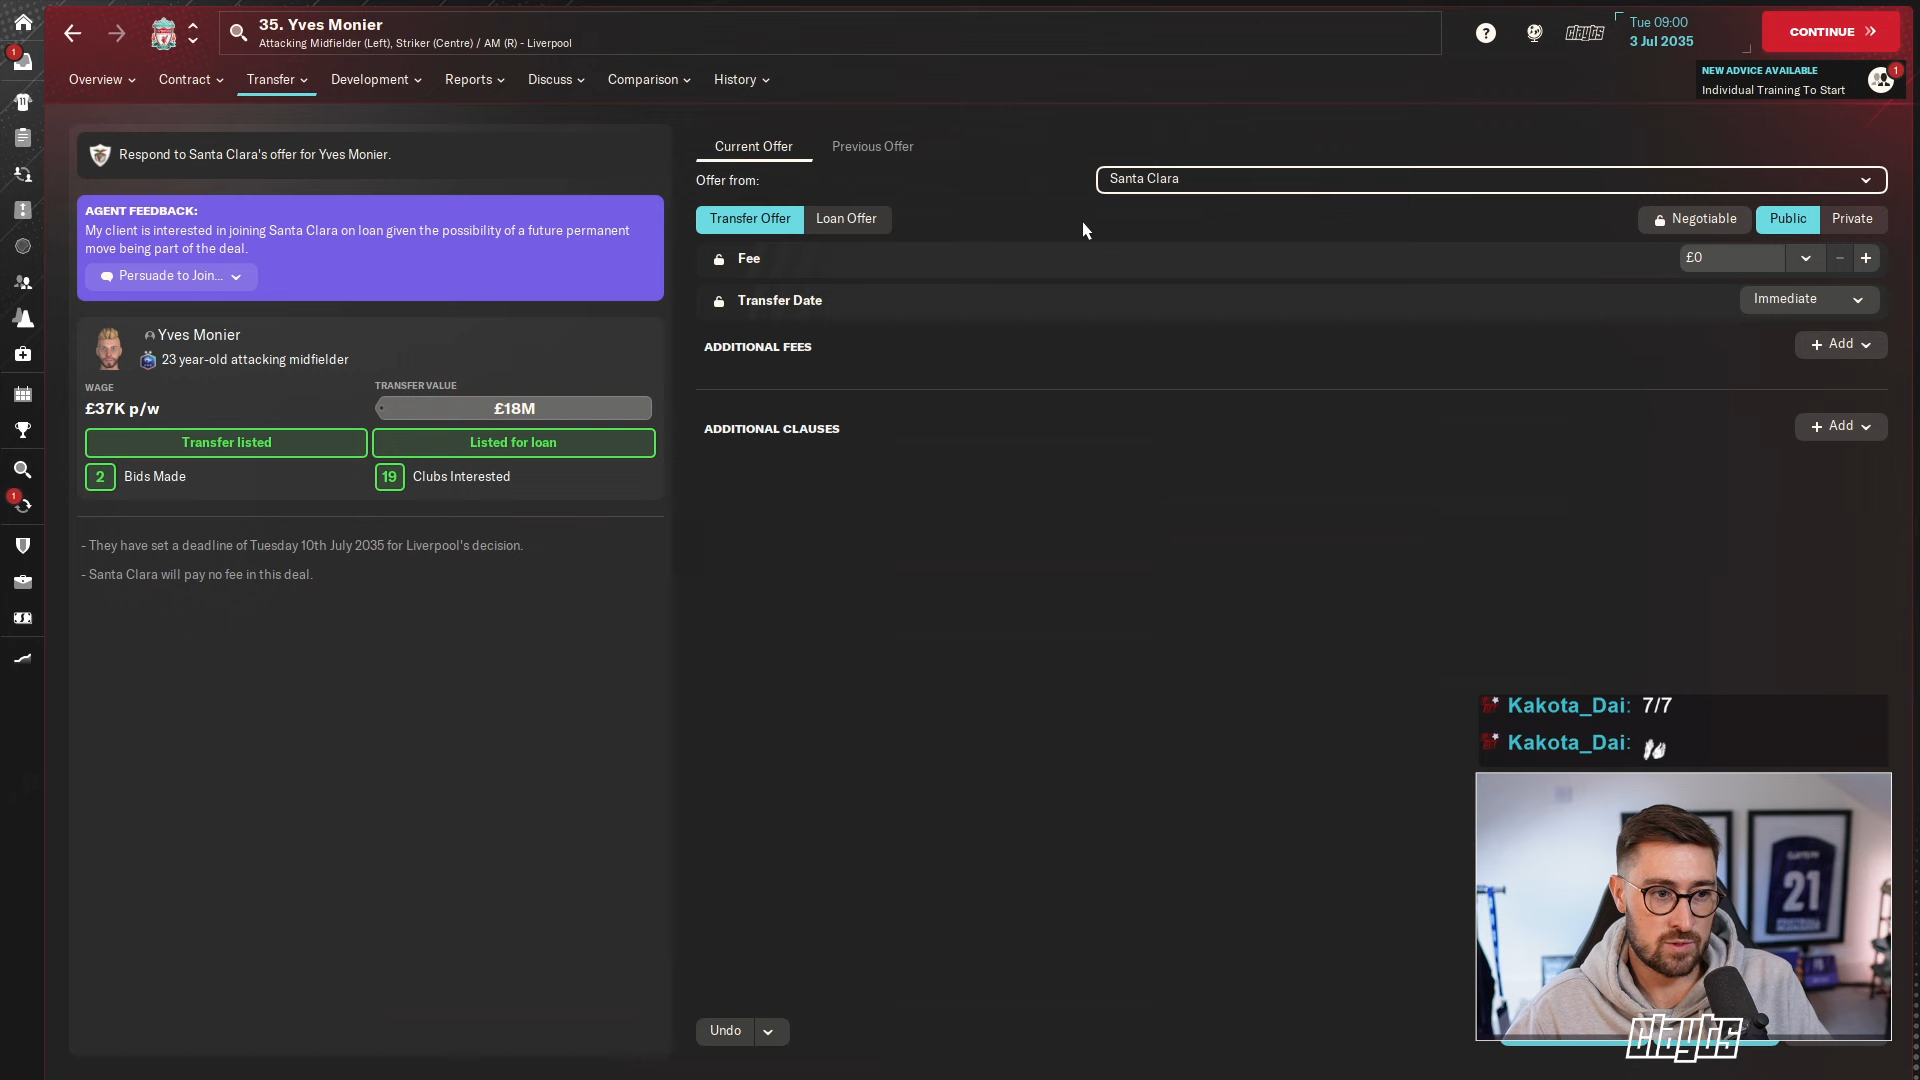 35. Yves Monier
Attacking Midfielder (Left), Striker (Centre) / AM (R) - Liverpool
clayts
Tue 09:00
3 Jul 2035
CONTINUE
1
Overview
Contract
Transfer
Development
Reports
Discuss
Comparison
History
NEW ADVICE AVAILABLE
Individual Training To Start
1
Respond to Santa Clara's offer for Yves Monier.
AGENT FEEDBACK:
My client is interested in joining Santa Clara on loan given the possibility of a future permanent
move being part of the deal.
Persuade to Join...
Yves Monier
23 year-old attacking midfielder
WAGE
TRANSFER VALUE
£37K p/w
£18M
Transfer listed
Listed for loan
2 Bids Made
19 Clubs Interested
1
- They have set a deadline of Tuesday 10th July 2035 for Liverpool's decision.
- Santa Clara will pay no fee in this deal.
Current Offer
Previous Offer
Offer from:
Santa Clara
Transfer Offer
Loan Offer
Negotiable
Public
Private
Fee
£0
Transfer Date
Immediate
ADDITIONAL FEES
+ Add
ADDITIONAL CLAUSES
+ Add
Kakota_Dai: 7/7
Kakota_Dai:
21
clayts
Undo